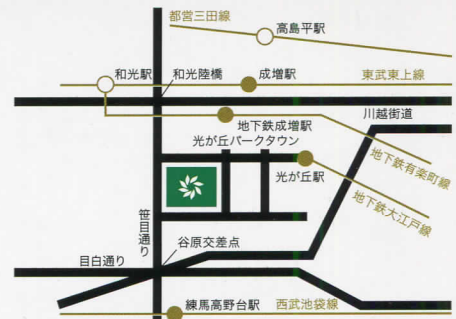 都営三田線
高島平駅
和光駅
和光陸橋
成増駅
東武東上線
川越街道
地下鉄成増駅
光が丘パークタウン
地下鉄有楽町線
光が丘駅
地下鉄大江戸線
笹目通り
谷原交差点
目白通り
練馬高野台駅
西武池袋線